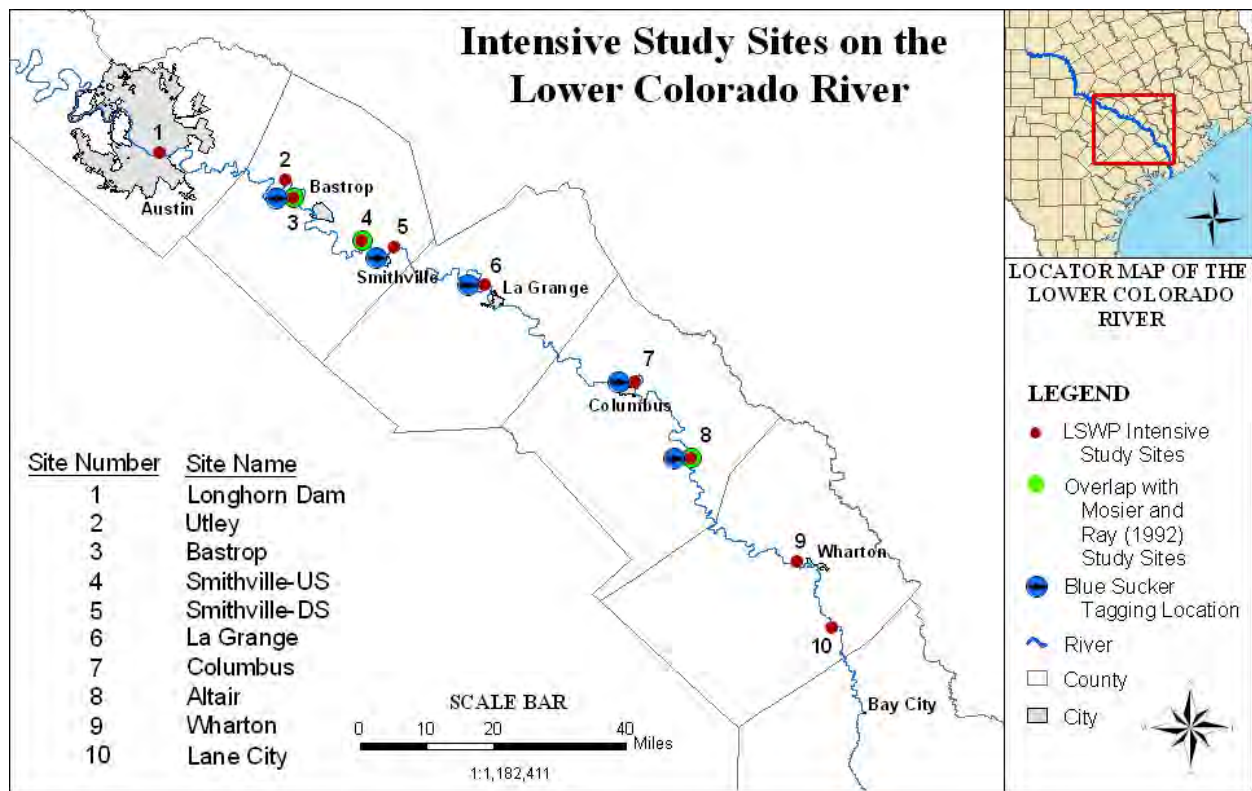 Intensive Study Sites on the
Lower Colorado River
1
Austin
2
Bastrop
3
4
5
Smithville
6
La Grange
7
Columbus
8
9
Wharton
10
Bay City
Site Number Site Name
1 Longhorn Dam
2 Utley
3 Bastrop
4 Smithville-US
5 Smithville-DS
6 La Grange
7 Columbus
8 Altair
9 Wharton
10 Lane City
SCALE BAR
0 10 20 40
Miles
1:1,182,411
LOCATOR MAP OF THE
LOWER COLORADO
RIVER
LEGEND
LSWP Intensive
Study Sites
Overlap with
Mosier and
Ray (1992)
Study Sites
Blue Sucker
Tagging Location
River
County
City